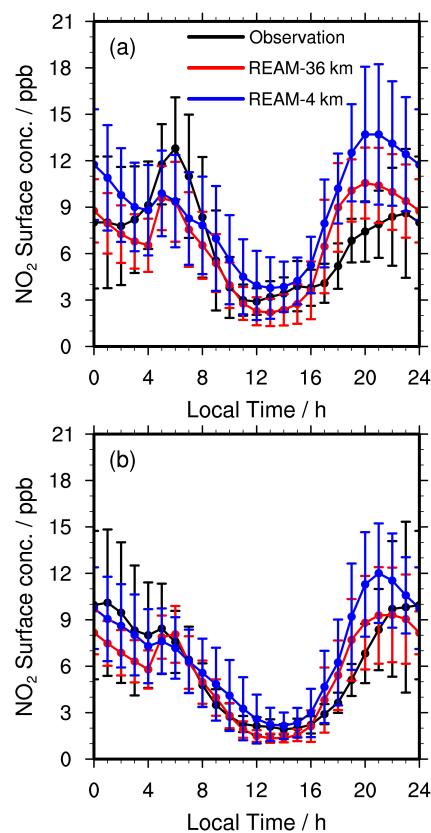 (a)
Observation
REAM-36 km
REAM-4 km
NO₂ Surface conc. / ppb
21
18
15
12
9
6
3
0
0 4 8 12 16 20 24
Local Time / h
(b)
NO₂ Surface conc. / ppb
21
18
15
12
9
6
3
0
0 4 8 12 16 20 24
Local Time / h